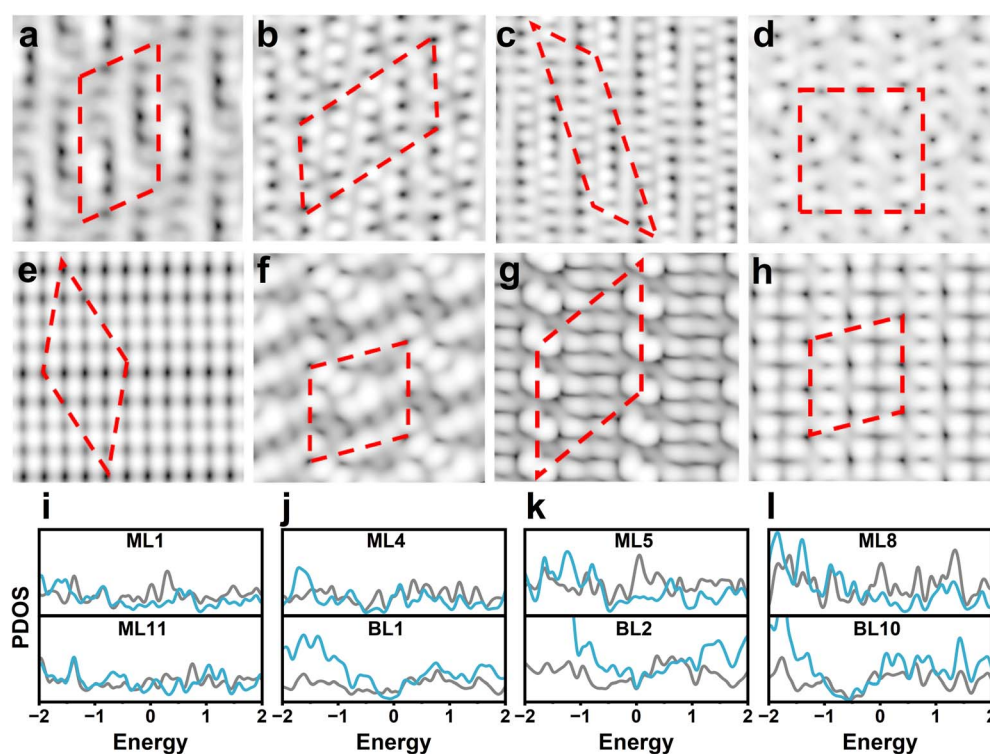 a b c d
e f g h
i j k l
ML1 ML4 ML5 ML8
PDOS
ML11 BL1 BL2 BL10
−2 −1 0 1 2 −2 −1 0 1 2 −2 −1 0 1 2 −2 −1 0 1 2
Energy Energy Energy Energy